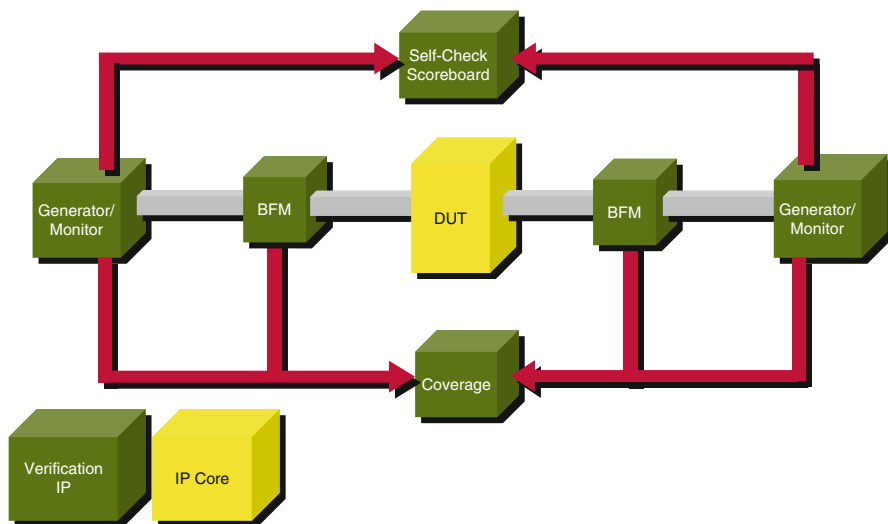 Self-Check
Scoreboard
Generator/
Monitor
BFM
DUT
BFM
Generator/
Monitor
Coverage
Verification
IP
IP Core